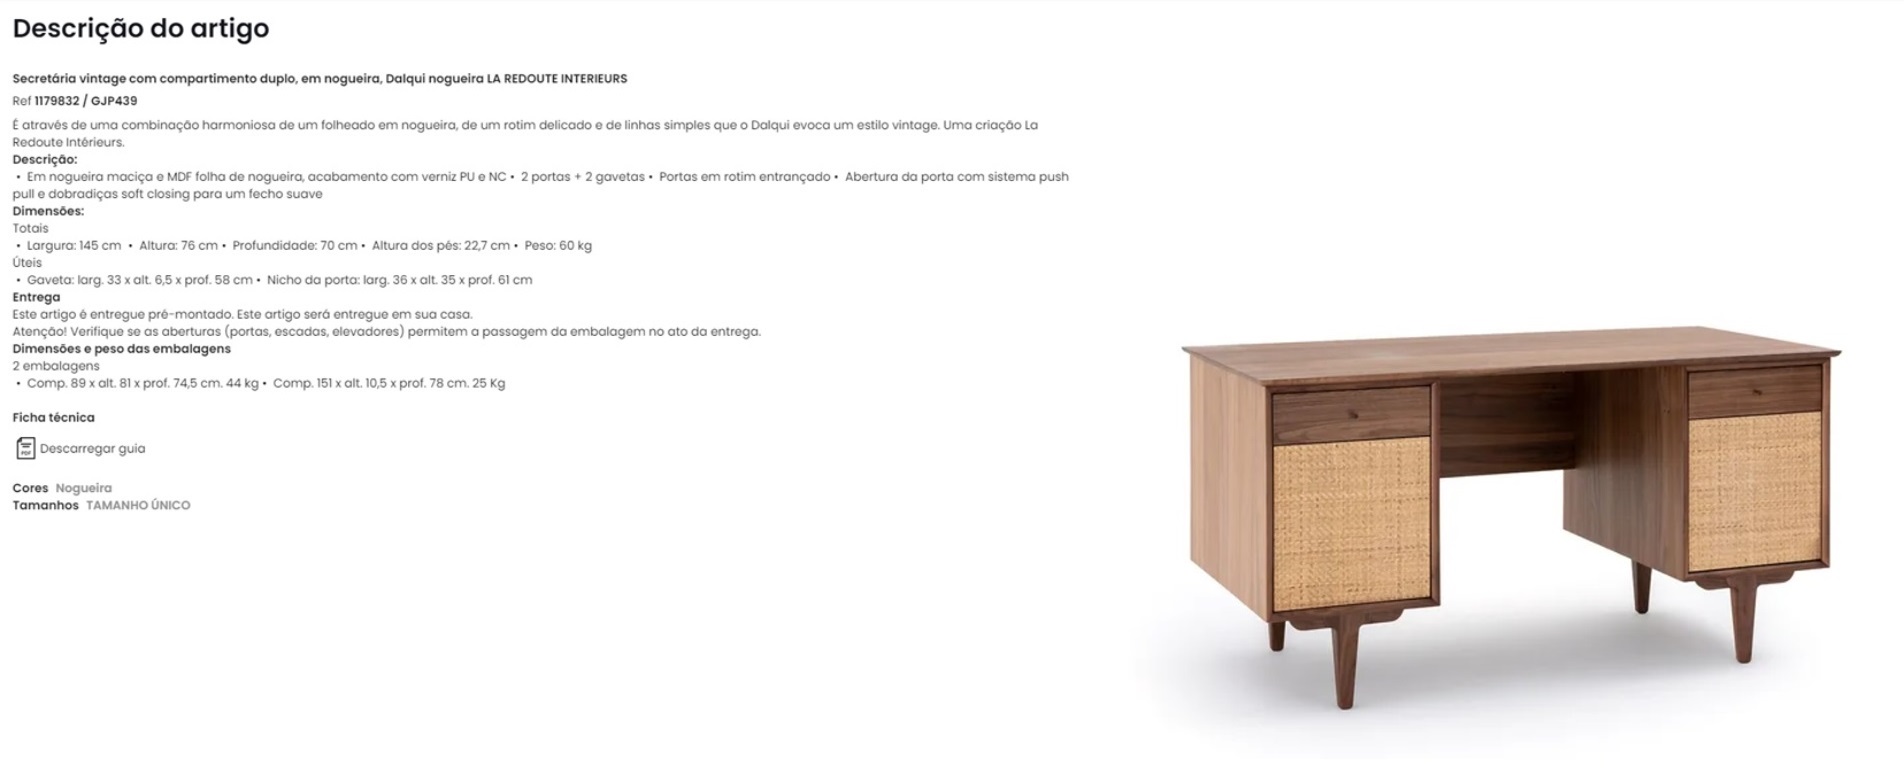 Descrição do artigo
Secretária vintage com compartimento duplo, em nogueira, Dalqui nogueira LA REDOUTE INTERIEURS
Ref 1179832 / GJP439
É através de uma combinação harmoniosa de um folheado em nogueira, de um rotim delicado e de linhas simples que o Dalqui evoca um estilo vintage. Uma criação La
Redoute Intérieurs.
Descrição:
• Em nogueira maciça e MDF folha de nogueira, acabamento com verniz PU e NC • 2 portas + 2 gavetas • Portas em rotim entrançado • Abertura da porta com sistema push
pull e dobradiças soft closing para um fecho suave
Dimensões:
Totais
• Largura: 145 cm • Altura: 76 cm • Profundidade: 70 cm • Altura dos pés: 22,7 cm • Peso: 60 kg
Úteis
• Gaveta: larg. 33 x alt. 6,5 x prof. 58 cm • Nicho da porta: larg. 36 x alt. 35 x prof. 61 cm
Entrega
Este artigo é entregue pré-montado. Este artigo será entregue em sua casa.
Atenção! Verifique se as aberturas (portas, escadas, elevadores) permitem a passagem da embalagem no ato da entrega.
Dimensões e peso das embalagens
2 embalagens
• Comp. 89 x alt. 81 x prof. 74,5 cm. 44 kg • Comp. 151 x alt. 10,5 x prof. 78 cm. 25 Kg
Ficha técnica
PDF Descarregar guia
Cores Nogueira
Tamanhos TAMANHO ÚNICO